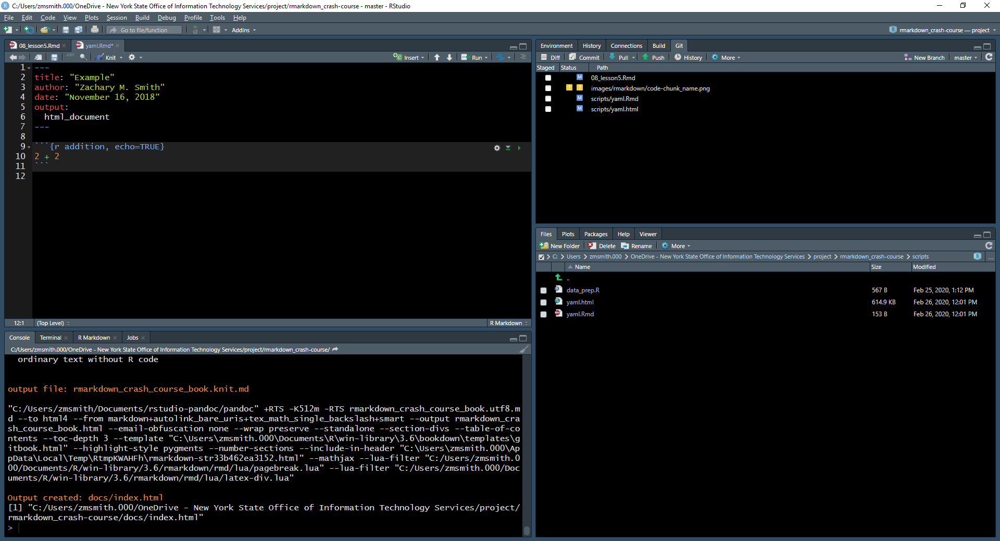 C:/Users/zmsmith.000/OneDrive - New York State Office of Information Technology Services/project/rmarkdown_crash-course - master - RStudio
File Edit Code View Plots Session Build Debug Profile Tools Help
Go to file/function Addins rmarkdown_crash-course — project
08_lesson5.Rmd yaml.Rmd*
ABC Knit Insert Run
1 ---
2 title: "Example"
3 author: "Zachary M. Smith"
4 date: "November 16, 2018"
5 output:
6   html_document
7 ---
8
9 ```{r addition, echo=TRUE}
10 2 + 2
11 ```
12
12:1 (Top Level) R Markdown
Console Terminal R Markdown Jobs
C:/Users/zmsmith.000/OneDrive - New York State Office of Information Technology Services/project/rmarkdown_crash-course/
ordinary text without R code
output file: rmarkdown_crash_course_book.knit.md
"C:/Users/zmsmith/Documents/rstudio-pandoc/pandoc" +RTS -K512m -RTS rmarkdown_crash_course_book.utf8.m
d --to html4 --from markdown+autolink_bare_uris+tex_math_single_backslash+smart --output rmarkdown_cra
sh_course_book.html --email-obfuscation none --wrap preserve --standalone --section-divs --table-of-co
ntents --toc-depth 3 --template "C:\Users\zmsmith.000\Documents\R\win-library\3.6\bookdown\templates\g
itbook.html" --highlight-style pygments --number-sections --include-in-header "C:\Users\zmsmith.000\Ap
pData\Local\Temp\RtmpKWAHFh\rmarkdown-str33b462ea3152.html" --mathjax --lua-filter "C:/Users/zmsmith.0
00/Documents/R/win-library/3.6/rmarkdown/rmd/lua/pagebreak.lua" --lua-filter "C:/Users/zmsmith.000/Doc
uments/R/win-library/3.6/rmarkdown/rmd/lua/latex-div.lua"
Output created: docs/index.html
[1] "C:/Users/zmsmith.000/OneDrive - New York State Office of Information Technology Services/project/
rmarkdown_crash-course/docs/index.html"
>
Environment History Connections Build Git
Diff Commit Pull Push History More New Branch master
Staged Status Path
M 08_lesson5.Rmd
? ? images/rmarkdown/code-chunk_name.png
M scripts/yaml.Rmd
M scripts/yaml.html
Files Plots Packages Help Viewer
New Folder Delete Rename More
C: > Users > zmsmith.000 > OneDrive - New York State Office of Information Technology Services > project > rmarkdown_crash-course > scripts ...
Name Size Modified
..
data_prep.R 567 B Feb 25, 2020, 1:12 PM
yaml.html 614.9 KB Feb 26, 2020, 12:01 PM
yaml.Rmd 153 B Feb 26, 2020, 12:01 PM